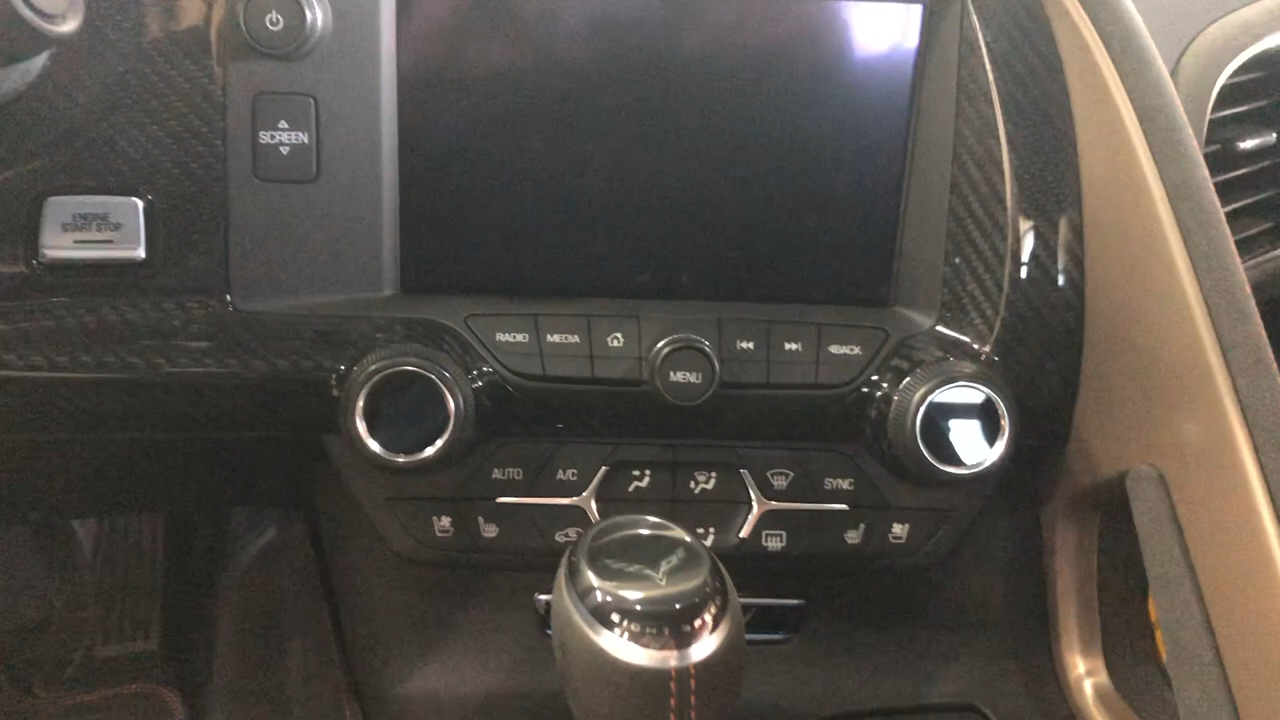 SCREEN
ENGINE
START STOP
RADIO
MEDIA
MENU
BACK
AUTO
A/C
SYNC